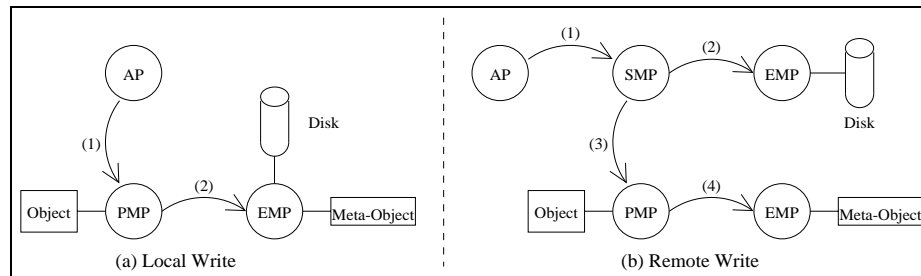 AP
(1)
Disk
(2)
Object
PMP
EMP
Meta-Object
(a) Local Write
(1)
(2)
AP
SMP
EMP
Disk
(3)
(4)
Object
PMP
EMP
Meta-Object
(b) Remote Write